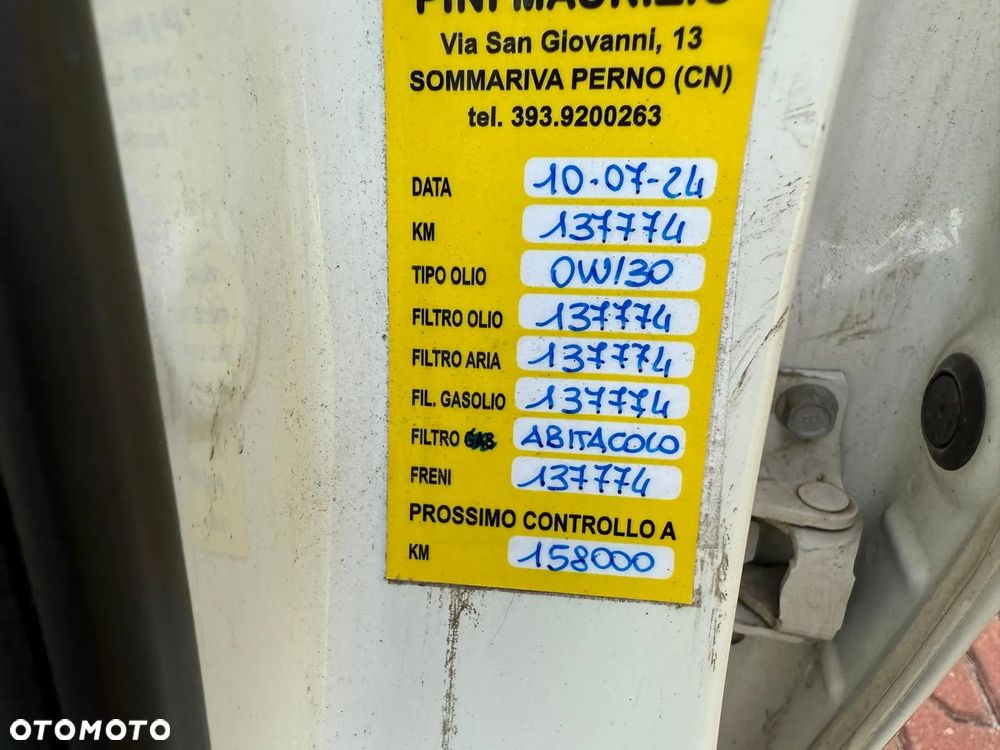 PINI MAURIZIO
Via San Giovanni, 13
SOMMARIVA PERNO (CN)
tel. 393.9200263
DATA 10-07-24
KM 137774
TIPO OLIO 0W/30
FILTRO OLIO 137774
FILTRO ARIA 137774
FIL. GASOLIO 137774
FILTRO ABITACOLO
FRENI 137774
PROSSIMO CONTROLLO A
KM 158000
OTOMOTO